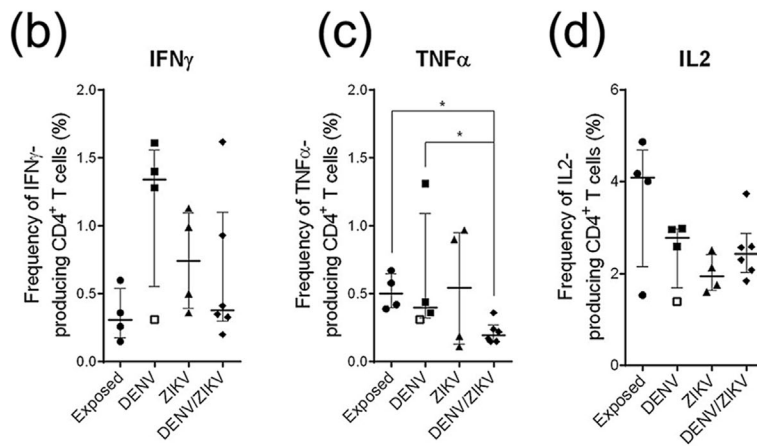 (b)
IFNγ
Frequency of IFNγ-
producing CD4⁺ T cells (%)
2.0
1.5
1.0
0.5
0.0
Exposed
DENV
ZIKV
DENV/ZIKV
(c)
TNFα
Frequency of TNFα-
producing CD4⁺ T cells (%)
2.0
1.5
1.0
0.5
0.0
*
*
Exposed
DENV
ZIKV
DENV/ZIKV
(d)
IL2
Frequency of IL2-
producing CD4⁺ T cells (%)
6
4
2
0
Exposed
DENV
ZIKV
DENV/ZIKV